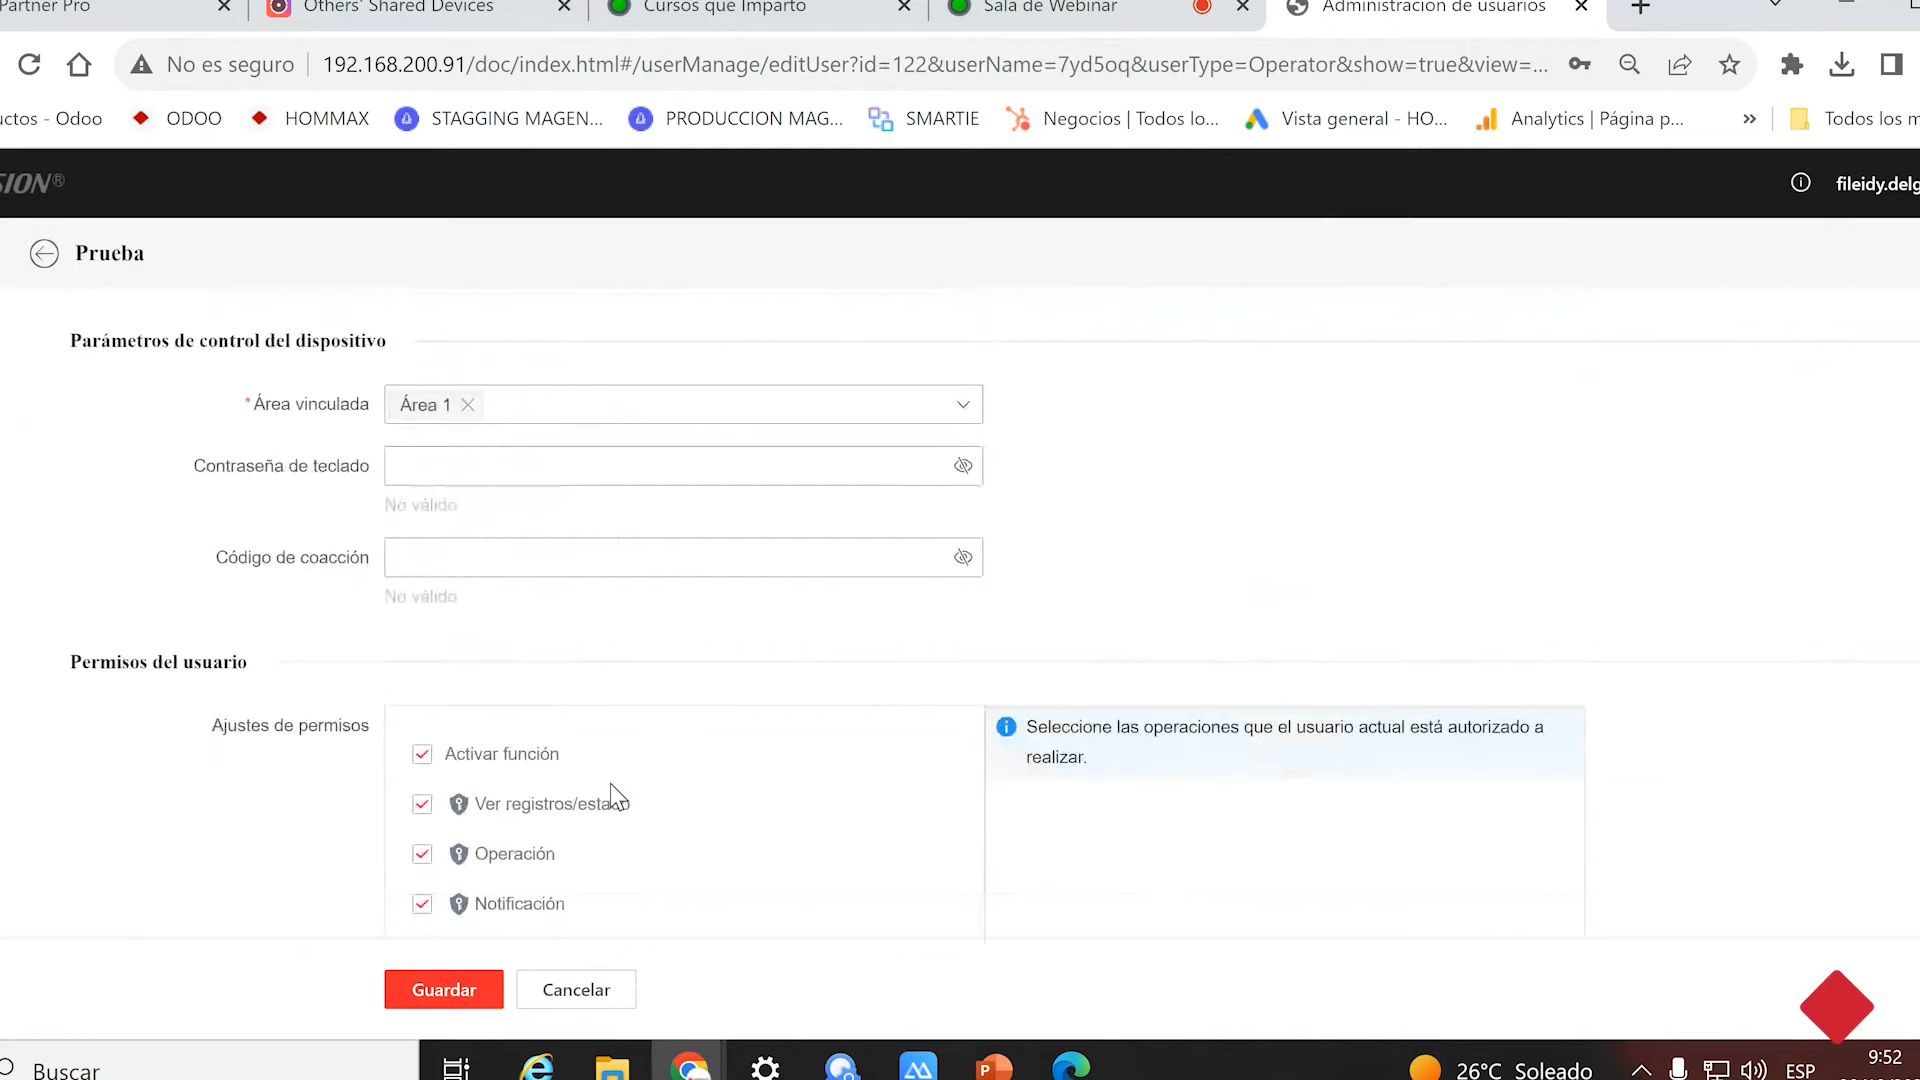 Partner Pro
Others' Shared Devices
Cursos que Imparto
Sala de Webinar
Administración de usuarios
No es seguro
192.168.200.91/doc/index.html#/userManage/editUser?id=122&userName=7yd5oq&userType=Operator&show=true&view=...
uctos - Odoo
ODOO
HOMMAX
STAGGING MAGEN...
PRODUCCION MAG...
SMARTIE
Negocios | Todos lo...
Vista general - HO...
Analytics | Página p...
»
Todos los m
SION®
fileidy.delg
Prueba
Parámetros de control del dispositivo
* Área vinculada
Área 1
Contraseña de teclado
No válido
Código de coacción
No válido
Permisos del usuario
Ajustes de permisos
Activar función
Ver registros/estado
Operación
Notificación
Seleccione las operaciones que el usuario actual está autorizado a
realizar.
Guardar
Cancelar
Buscar
26°C Soleado
ESP
9:52